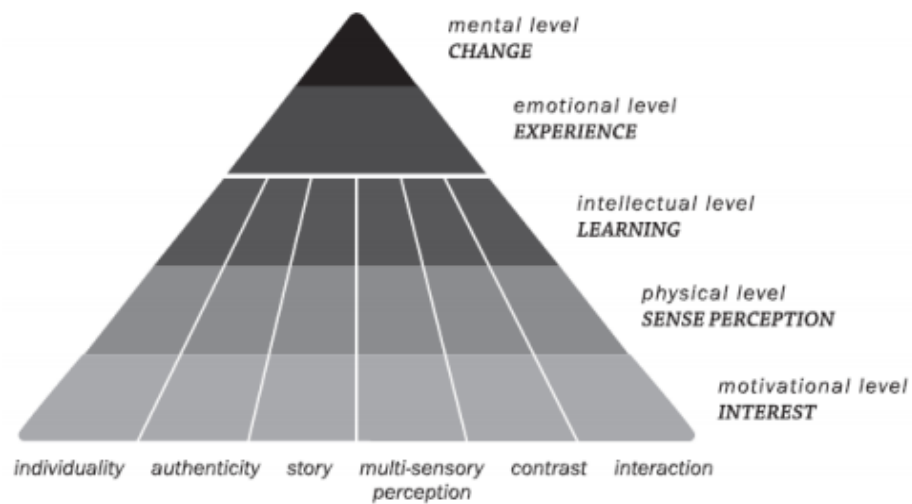 mental level
CHANGE
emotional level
EXPERIENCE
intellectual level
LEARNING
physical level
SENSE PERCEPTION
motivational level
INTEREST
individuality authenticity story multi-sensory contrast interaction
perception